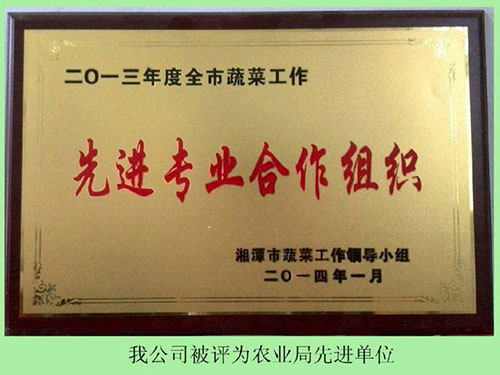 二〇一三年度全市蔬菜工作
先进专业合作组织
湘潭市蔬菜工作领导小组
二〇一四年一月
我公司被评为农业局先进单位